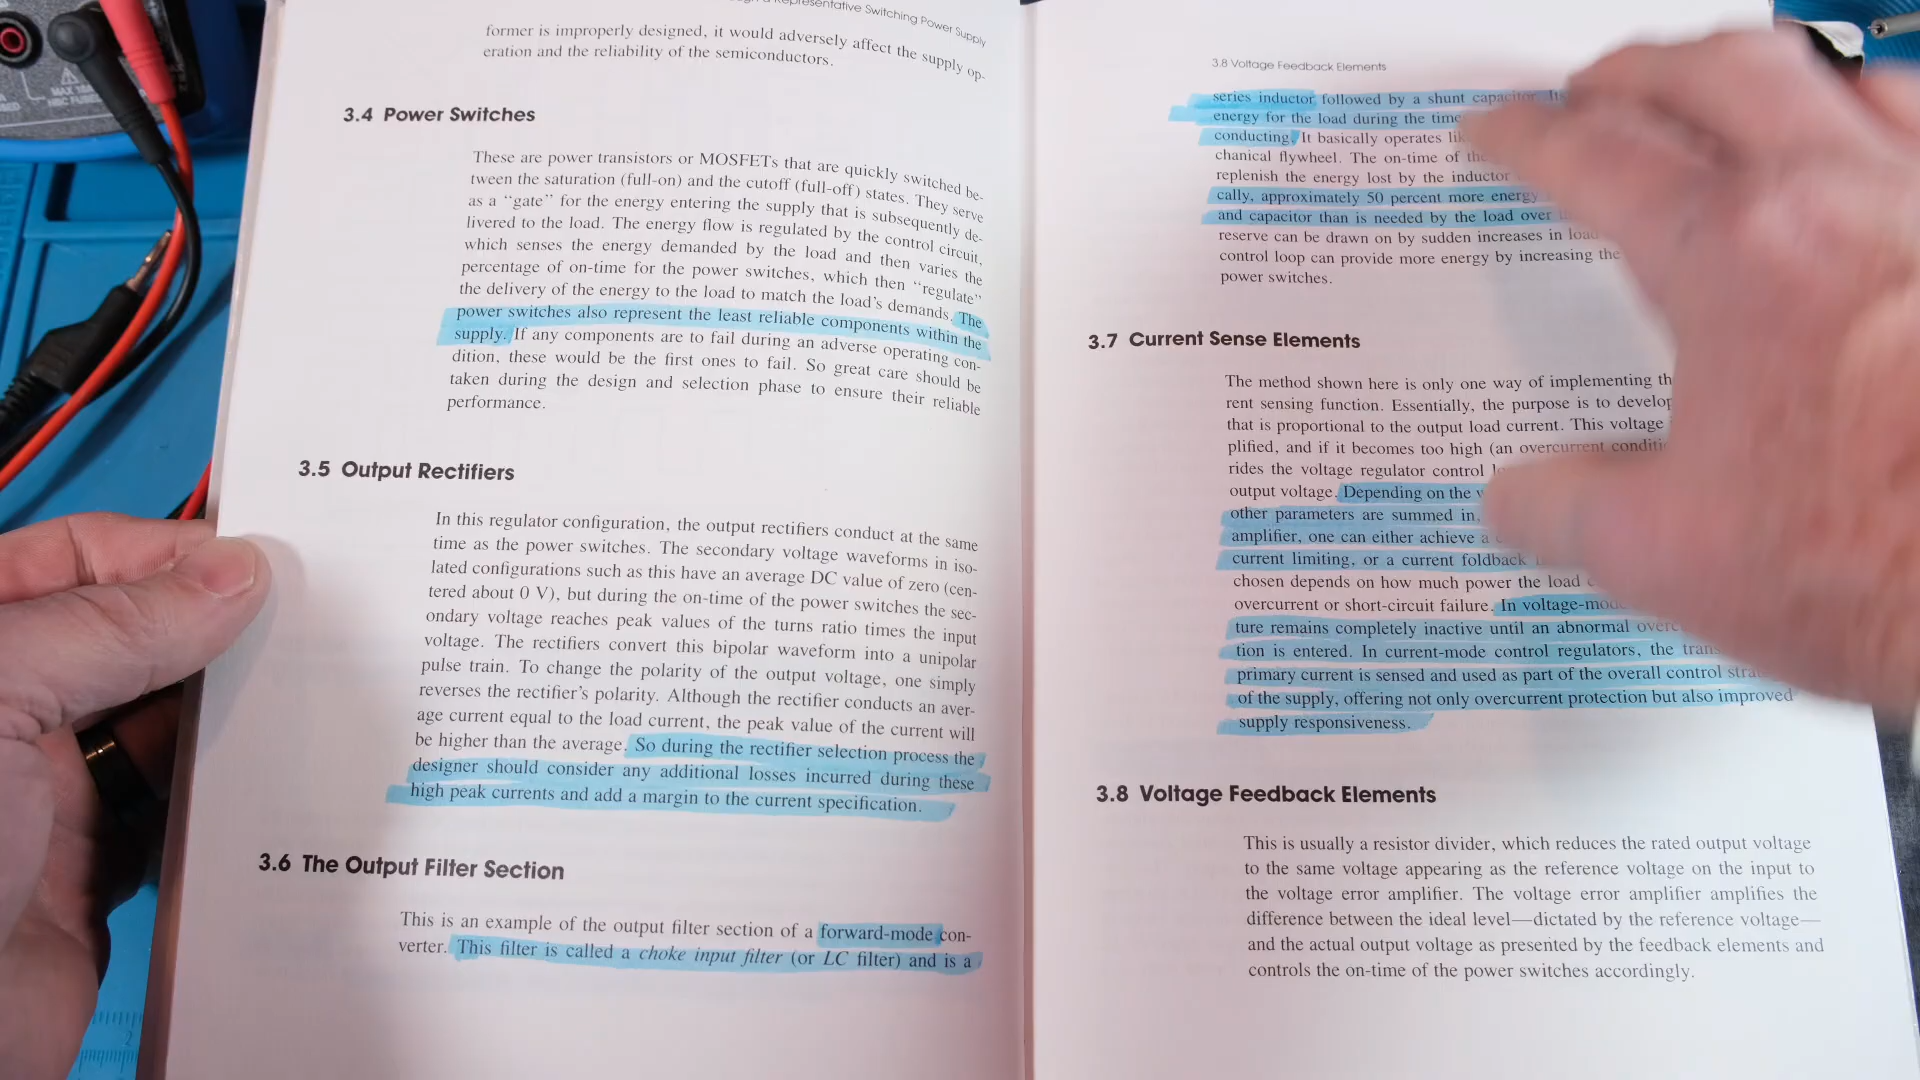 Representative Switching Power Supply
former is improperly designed, it would adversely affect the supply op-
eration and the reliability of the semiconductors.
3.4 Power Switches
These are power transistors or MOSFETs that are quickly switched be-
tween the saturation (full-on) and the cutoff (full-off) states. They serve
as a “gate” for the energy entering the supply that is subsequently de-
livered to the load. The energy flow is regulated by the control circuit,
which senses the energy demanded by the load and then varies the
percentage of on-time for the power switches, which then “regulate”
the delivery of the energy to the load to match the load’s demands. The
power switches also represent the least reliable components within the
supply. If any components are to fail during an adverse operating con-
dition, these would be the first ones to fail. So great care should be
taken during the design and selection phase to ensure their reliable
performance.
3.5 Output Rectifiers
In this regulator configuration, the output rectifiers conduct at the same
time as the power switches. The secondary voltage waveforms in iso-
lated configurations such as this have an average DC value of zero (cen-
tered about 0 V), but during the on-time of the power switches the sec-
ondary voltage reaches peak values of the turns ratio times the input
voltage. The rectifiers convert this bipolar waveform into a unipolar
pulse train. To change the polarity of the output voltage, one simply
reverses the rectifier’s polarity. Although the rectifier conducts an aver-
age current equal to the load current, the peak value of the current will
be higher than the average. So during the rectifier selection process the
designer should consider any additional losses incurred during these
high peak currents and add a margin to the current specification.
3.6 The Output Filter Section
This is an example of the output filter section of a forward-mode con-
verter. This filter is called a choke input filter (or LC filter) and is a
3.8 Voltage Feedback Elements
series inductor followed by a shunt capacitor. Its
energy for the load during the time
conducting. It basically operates
chanical flywheel. The on-time of the
replenish the energy lost by the inductor
cally, approximately 50 percent more energy
and capacitor than is needed by the load over
reserve can be drawn on by sudden increases in load
control loop can provide more energy by increasing the
power switches.
3.7 Current Sense Elements
The method shown here is only one way of implementing
rent sensing function. Essentially, the purpose is to develop
that is proportional to the output load current. This voltage
plified, and if it becomes too high (an overcurrent
rides the voltage regulator control
output voltage. Depending on the
other parameters are summed in,
amplifier, one can either achieve a
current limiting, or a current foldback
chosen depends on how much power the load
overcurrent or short-circuit failure. In
ture remains completely inactive until an abnormal
tion is entered. In current-mode control regulators, the
primary current is sensed and used as part of the overall control
of the supply, offering not only overcurrent protection but also improved
supply responsiveness.
3.8 Voltage Feedback Elements
This is usually a resistor divider, which reduces the rated output voltage
to the same voltage appearing as the reference voltage on the input to
the voltage error amplifier. The voltage error amplifier amplifies the
difference between the ideal level—dictated by the reference voltage—
and the actual output voltage as presented by the feedback elements and
controls the on-time of the power switches accordingly.